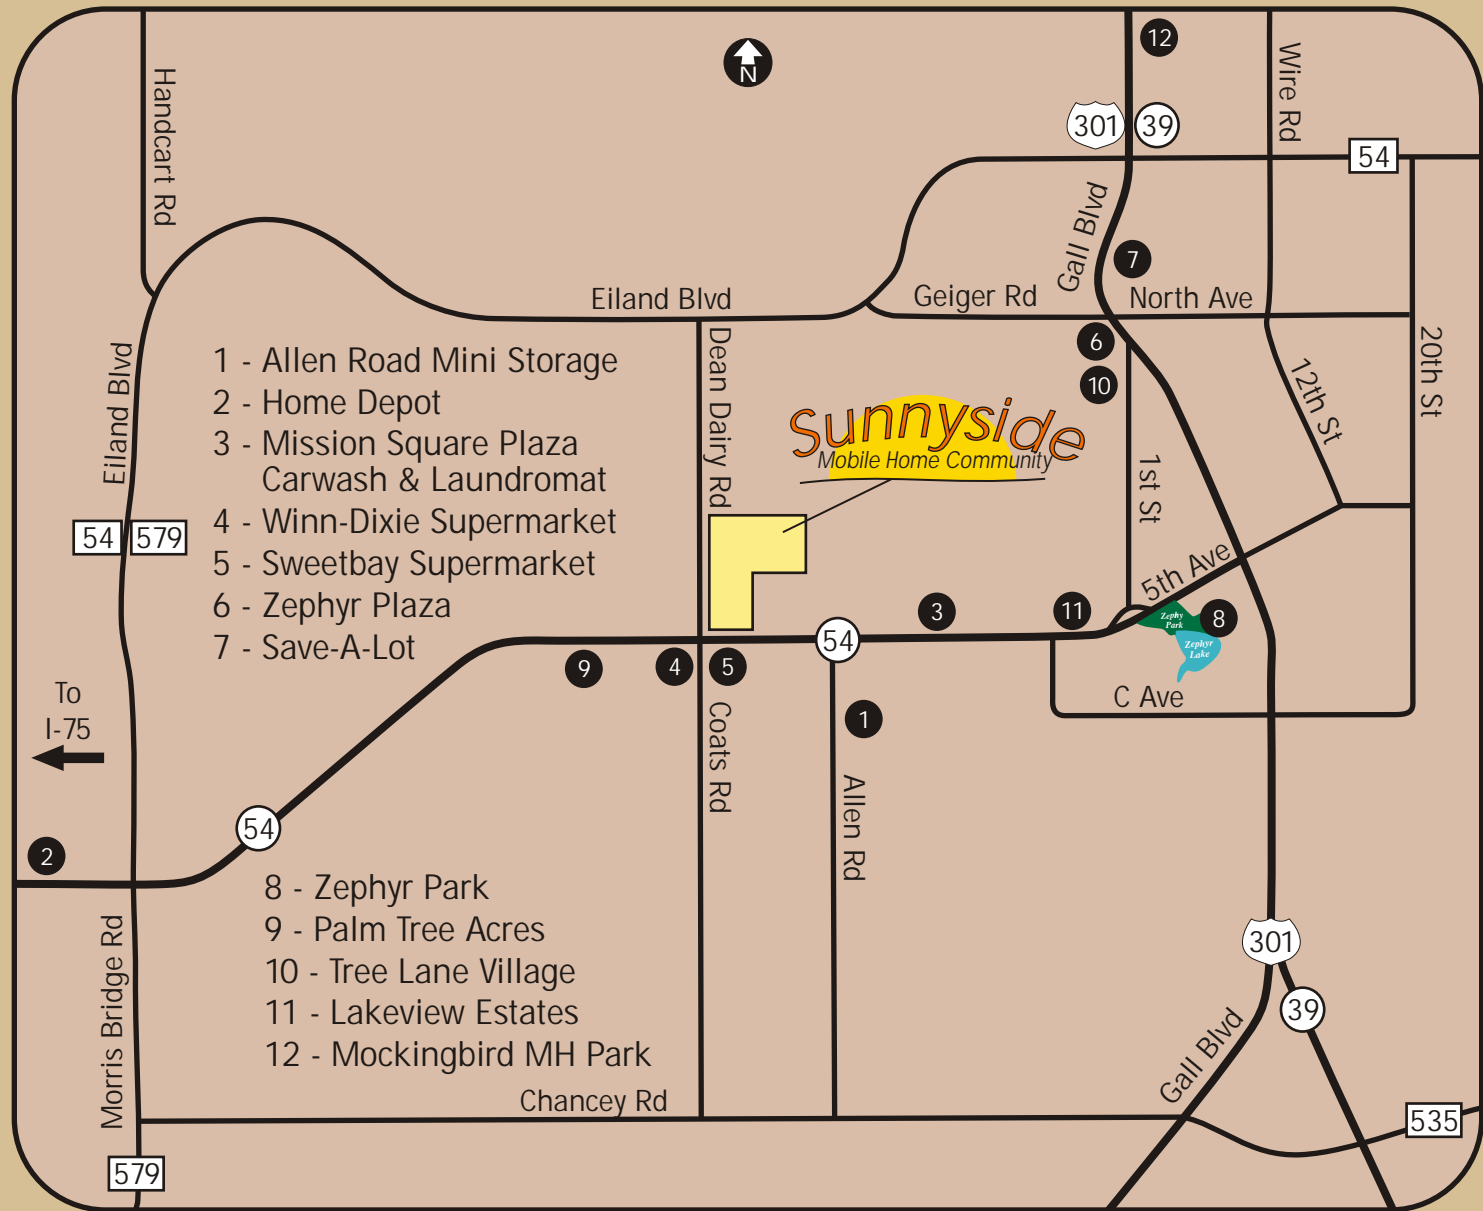 12
N
Handcart Rd
Wire Rd
301
39
54
Gall Blvd
7
Eiland Blvd
Geiger Rd
North Ave
6
10
Dean Dairy Rd
20th St
12th St
Eiland Blvd
1 - Allen Road Mini Storage
2 - Home Depot
3 - Mission Square Plaza
Carwash & Laundromat
4 - Winn-Dixie Supermarket
5 - Sweetbay Supermarket
6 - Zephyr Plaza
7 - Save-A-Lot
Sunnyside
Mobile Home Community
1st St
54
579
5th Ave
3
11
Zephy
Park
8
Zephyr
Lake
54
9
4
5
C Ave
To
I-75
1
Coats Rd
Allen Rd
54
2
8 - Zephyr Park
9 - Palm Tree Acres
10 - Tree Lane Village
11 - Lakeview Estates
12 - Mockingbird MH Park
Morris Bridge Rd
301
39
Gall Blvd
Chancey Rd
535
579